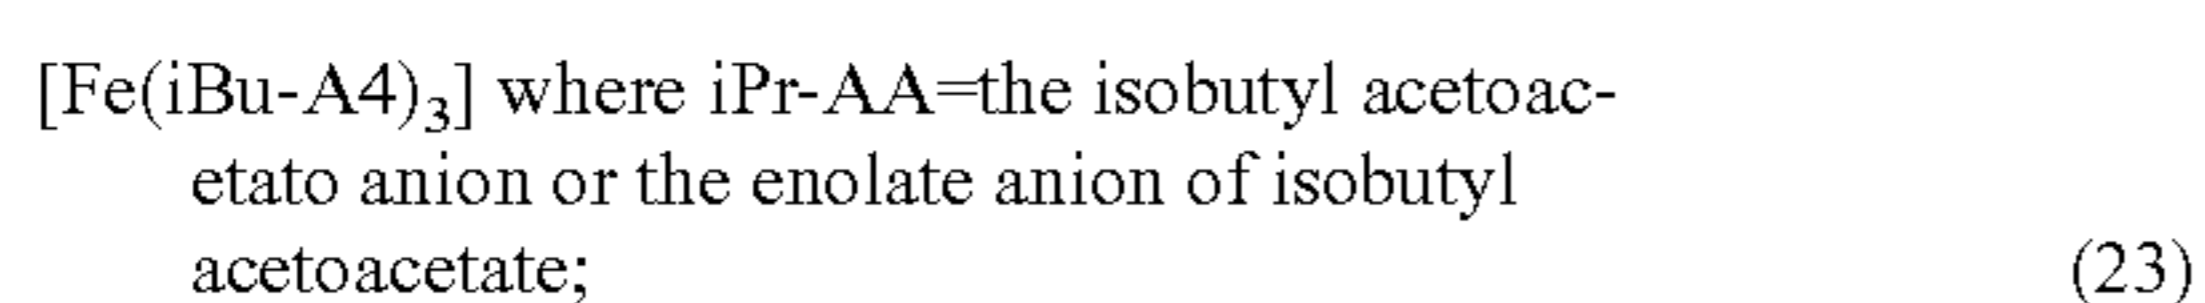 [Fe(iBu-A4)₃] where iPr-AA=the isobutyl acetoac-
etato anion or the enolate anion of isobutyl
acetoacetate; (23)